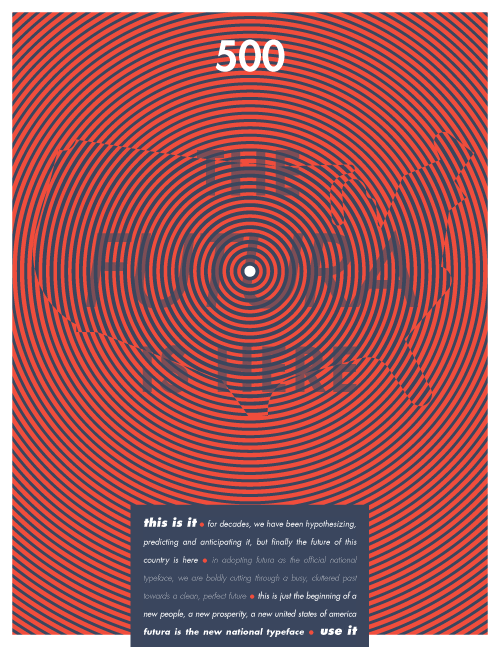 500
THE
FUTURA
IS HERE
this is it • for decades, we have been hypothesizing,
predicting and anticipating it, but finally the future of this
country is here • in adopting futura as the official national
typeface, we are boldly cutting through a busy, cluttered past
towards a clean, perfect future • this is just the beginning of a
new people, a new prosperity, a new united states of america
futura is the new national typeface • use it